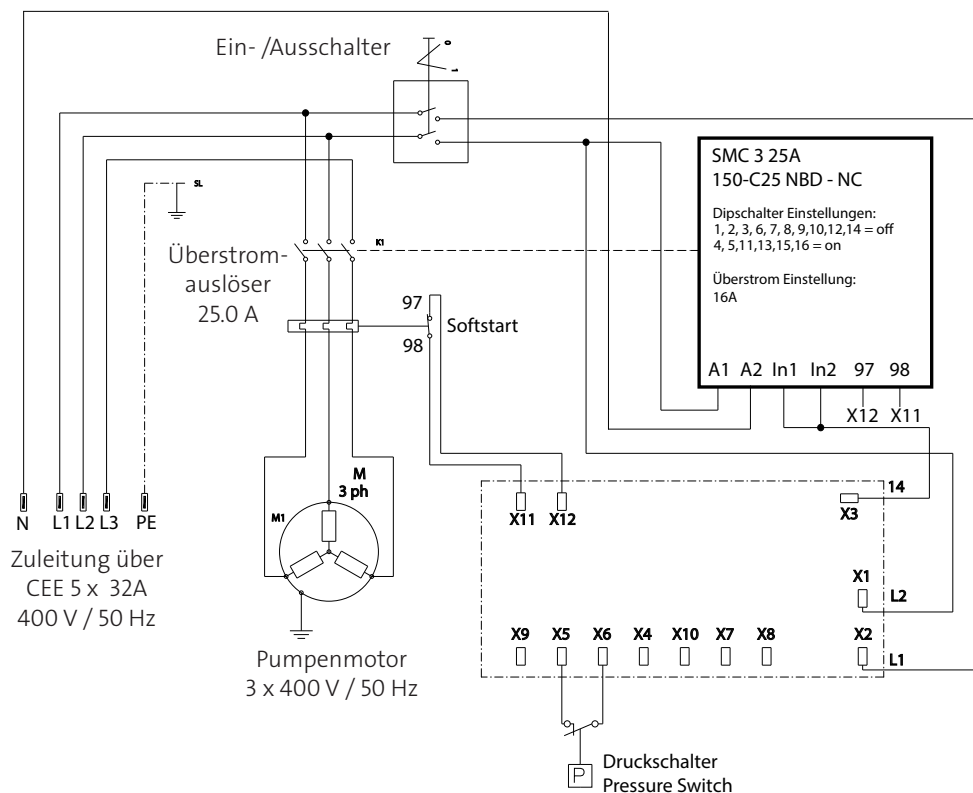 Ein- /Ausschalter
0
1
SMC 3 25A
150-C25 NBD - NC
Dipschalter Einstellungen:
1, 2, 3, 6, 7, 8, 9,10,12,14 = off
4, 5,11,13,15,16 = on
Überstrom Einstellung:
16A
A1 A2 In1 In2 97 98
X12 X11
SL
K1
Überstrom-
auslöser
25.0 A
97
98
Softstart
M
3 ph
M1
N L1 L2 L3 PE
Zuleitung über
CEE 5 x 32A
400 V / 50 Hz
Pumpenmotor
3 x 400 V / 50 Hz
X11 X12 X3 14
X1 L2
X9 X5 X6 X4 X10 X7 X8 X2 L1
P
Druckschalter
Pressure Switch